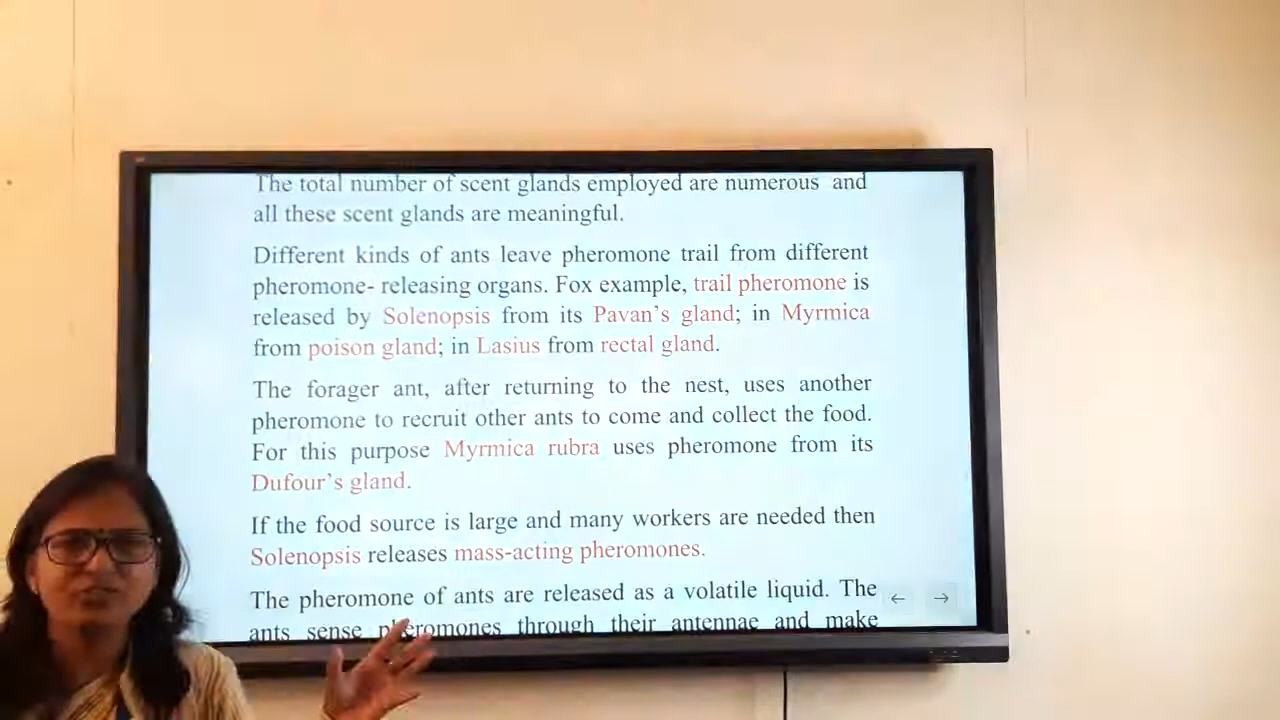 The total number of scent glands employed are numerous and
all these scent glands are meaningful.
Different kinds of ants leave pheromone trail from different
pheromone- releasing organs. Fox example, trail pheromone is
released by Solenopsis from its Pavan's gland; in Myrmica
from poison gland; in Lasius from rectal gland.
The forager ant, after returning to the nest, uses another
pheromone to recruit other ants to come and collect the food.
For this purpose Myrmica rubra uses pheromone from its
Dufour's gland.
If the food source is large and many workers are needed then
Solenopsis releases mass-acting pheromones.
The pheromone of ants are released as a volatile liquid. The
ants sense pheromones through their antennae and make